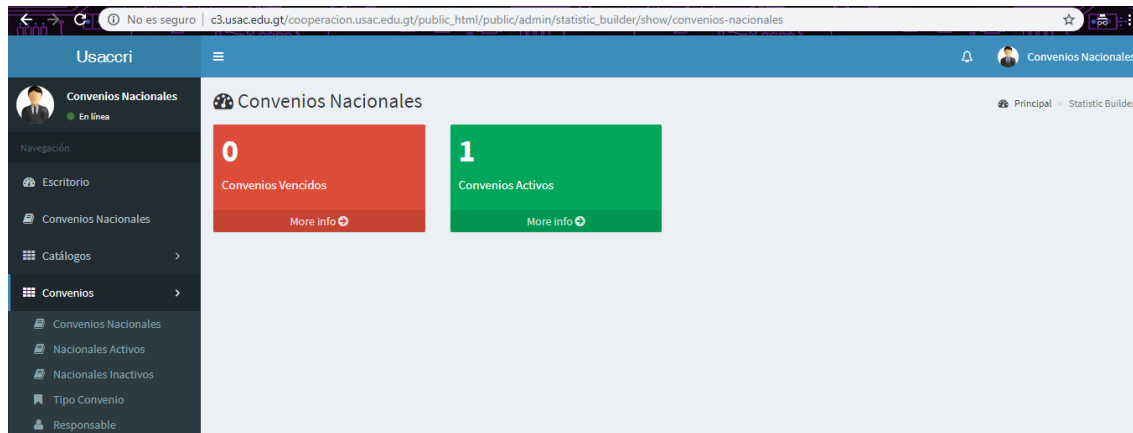 No es seguro | c3.usac.edu.gt/cooperacion.usac.edu.gt/public_html/public/admin/statistic_builder/show/convenios-nacionales
Usaccri
Convenios Nacionales
Convenios Nacionales
En línea
Navegación
Escritorio
Convenios Nacionales
Catálogos
Convenios
Convenios Nacionales
Nacionales Activos
Nacionales Inactivos
Tipo Convenio
Responsable
Convenios Nacionales
Principal > Statistic Builder
0
Convenios Vencidos
More info
1
Convenios Activos
More info